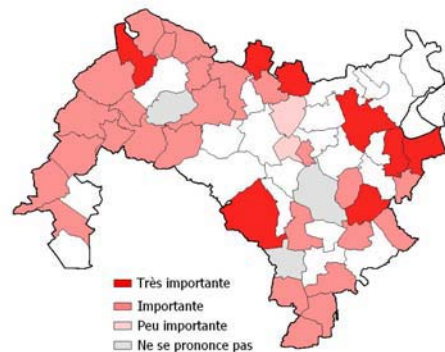 Très importante
Importante
Peu importante
Ne se prononce pas